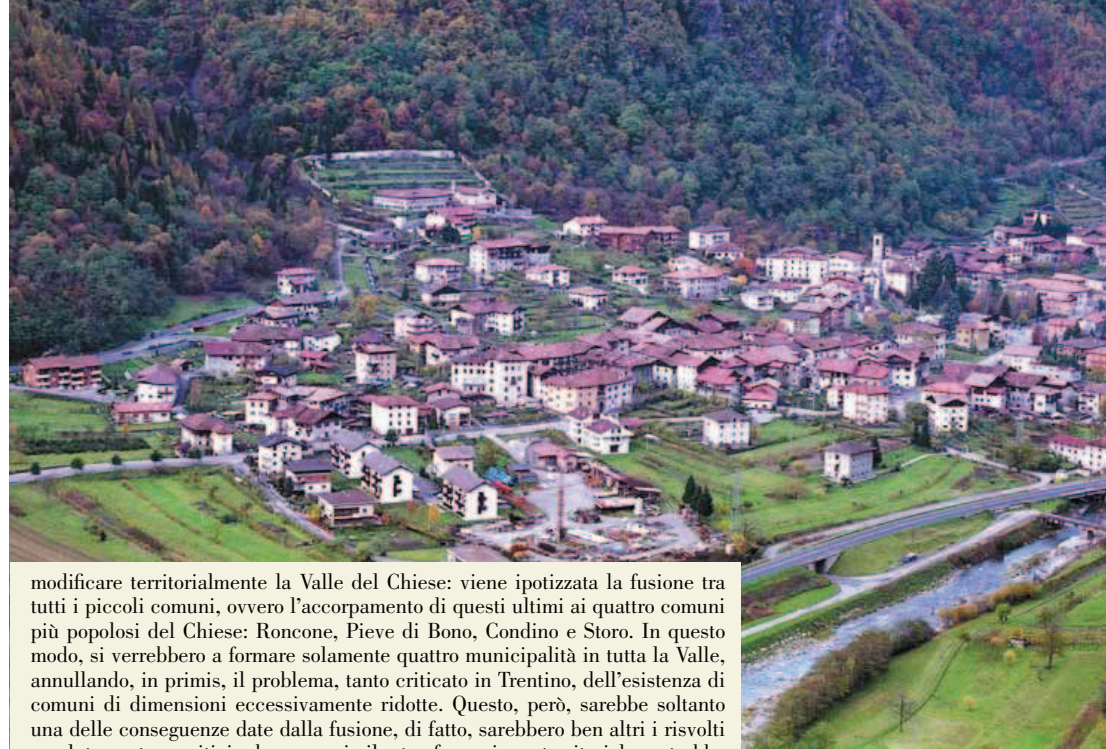 modificare territorialmente la Valle del Chiese: viene ipotizzata la fusione tra
tutti i piccoli comuni, ovvero l'accorpamento di questi ultimi ai quattro comuni
più popolosi del Chiese: Roncone, Pieve di Bono, Condino e Storo. In questo
modo, si verrebbero a formare solamente quattro municipalità in tutta la Valle,
annullando, in primis, il problema, tanto criticato in Trentino, dell'esistenza di
comuni di dimensioni eccessivamente ridotte. Questo, però, sarebbe soltanto
una delle conseguenze date dalla fusione, di fatto, sarebbero ben altri i risvolti